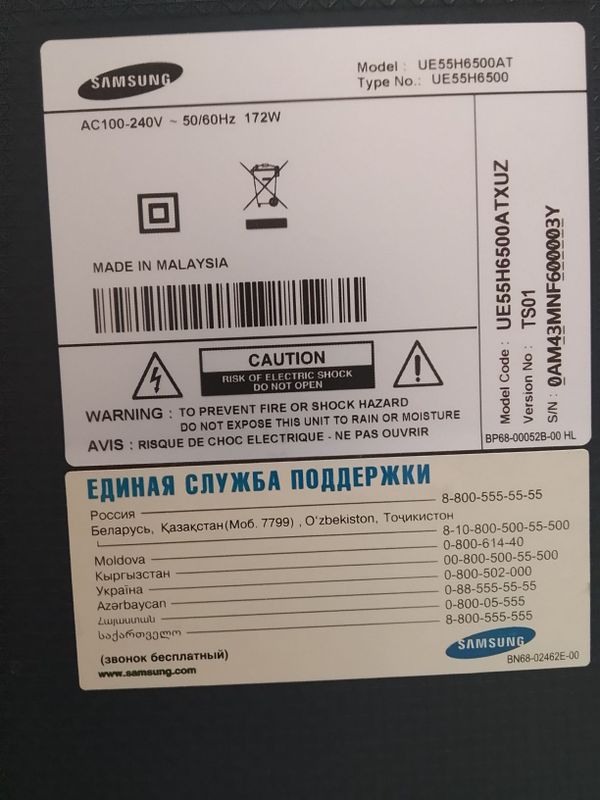 SAMSUNG
Model : UE55H6500AT
Type No.: UE55H6500
AC100-240V ~ 50/60Hz 172W
MADE IN MALAYSIA
Model Code : UE55H6500ATXUZ
Version No : TS01
S/N : 0AM43MNF600003Y
CAUTION
RISK OF ELECTRIC SHOCK
DO NOT OPEN
WARNING : TO PREVENT FIRE OR SHOCK HAZARD
DO NOT EXPOSE THIS UNIT TO RAIN OR MOISTURE
AVIS : RISQUE DE CHOC ELECTRIQUE - NE PAS OUVRIR
BP68-00052B-00 HL
ЕДИНАЯ СЛУЖБА ПОДДЕРЖКИ
Россия 8-800-555-55-55
Беларусь, Қазақстан(Моб. 7799) , O'zbekiston, Тоҷикистон
8-10-800-500-55-500
Moldova 0-800-614-40
Кыргызстан 00-800-500-55-500
Україна 0-800-502-000
Azərbaycan 0-88-555-55-55
Հայաստան 0-800-05-555
საქართველო 8-800-555-555
(звонок бесплатный)
www.samsung.com
SAMSUNG
BN68-02462E-00